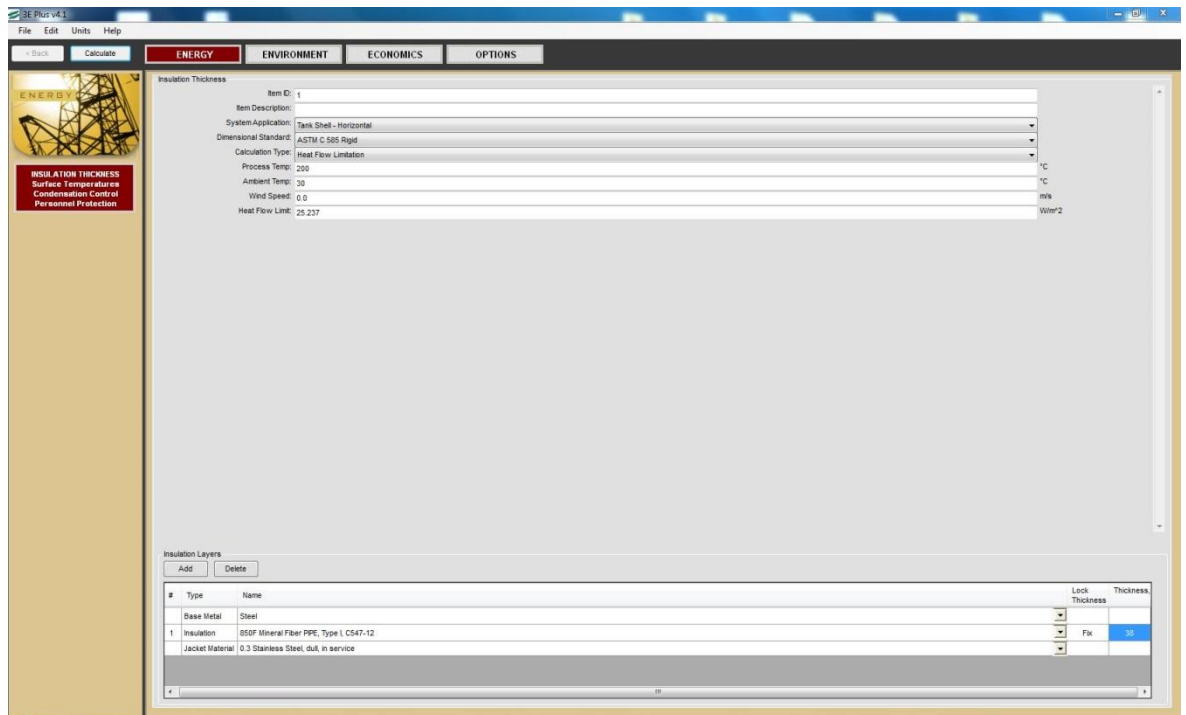 3E Plus v4.1
File Edit Units Help
< Back Calculate ENERGY ENVIRONMENT ECONOMICS OPTIONS
ENERGY
INSULATION THICKNESS
Surface Temperatures
Condensation Control
Personnel Protection
Insulation Thickness
Item ID: 1
Item Description:
System Application: Tank Shell - Horizontal
Dimensional Standard: ASTM C 585 Rigid
Calculation Type: Heat Flow Limitation
Process Temp: 200 °C
Ambient Temp: 30 °C
Wind Speed: 0.0 m/s
Heat Flow Limit: 25.237 W/m^2
Insulation Layers
Add Delete
# Type Name Lock Thickness Thickness,
Base Metal Steel
1 Insulation 850F Mineral Fiber PIPE, Type I, C547-12 Fix 38
Jacket Material 0.3 Stainless Steel, dull, in service